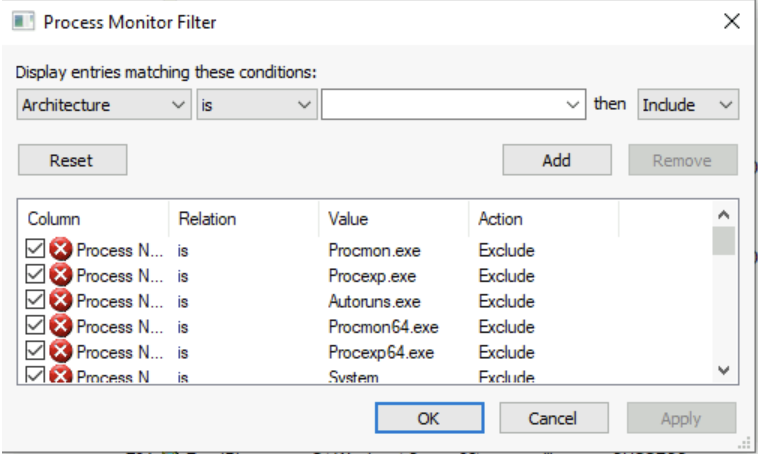 Process Monitor Filter
Display entries matching these conditions:
Architecture is then Include
Reset Add Remove
Column Relation Value Action
Process N... is Procmon.exe Exclude
Process N... is Procexp.exe Exclude
Process N... is Autoruns.exe Exclude
Process N... is Procmon64.exe Exclude
Process N... is Procexp64.exe Exclude
Process N... is System Exclude
OK Cancel Apply